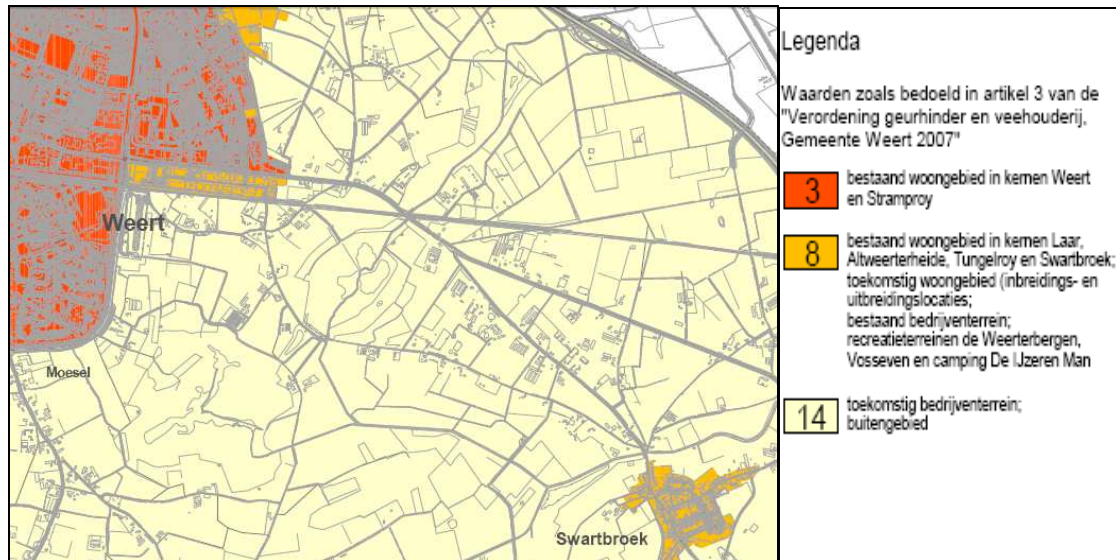 Weert
Moesel
Swartbroek
Legenda
Waarden zoals bedoeld in artikel 3 van de
"Verordening geurhinder en veehouderij,
Gemeente Weert 2007"
3 bestaand woongebied in kernen Weert
en Stramproy
8 bestaand woongebied in kernen Laar,
Altweerterheide, Tungelroy en Swartbroek;
toekomstig woongebied (inbreidings- en
uitbreidingslocaties;
bestaand bedrijventerrein;
recreatieterreinen de Weerterbergen,
Vosseven en camping De IJzeren Man
14 toekomstig bedrijventerrein;
buitengebied